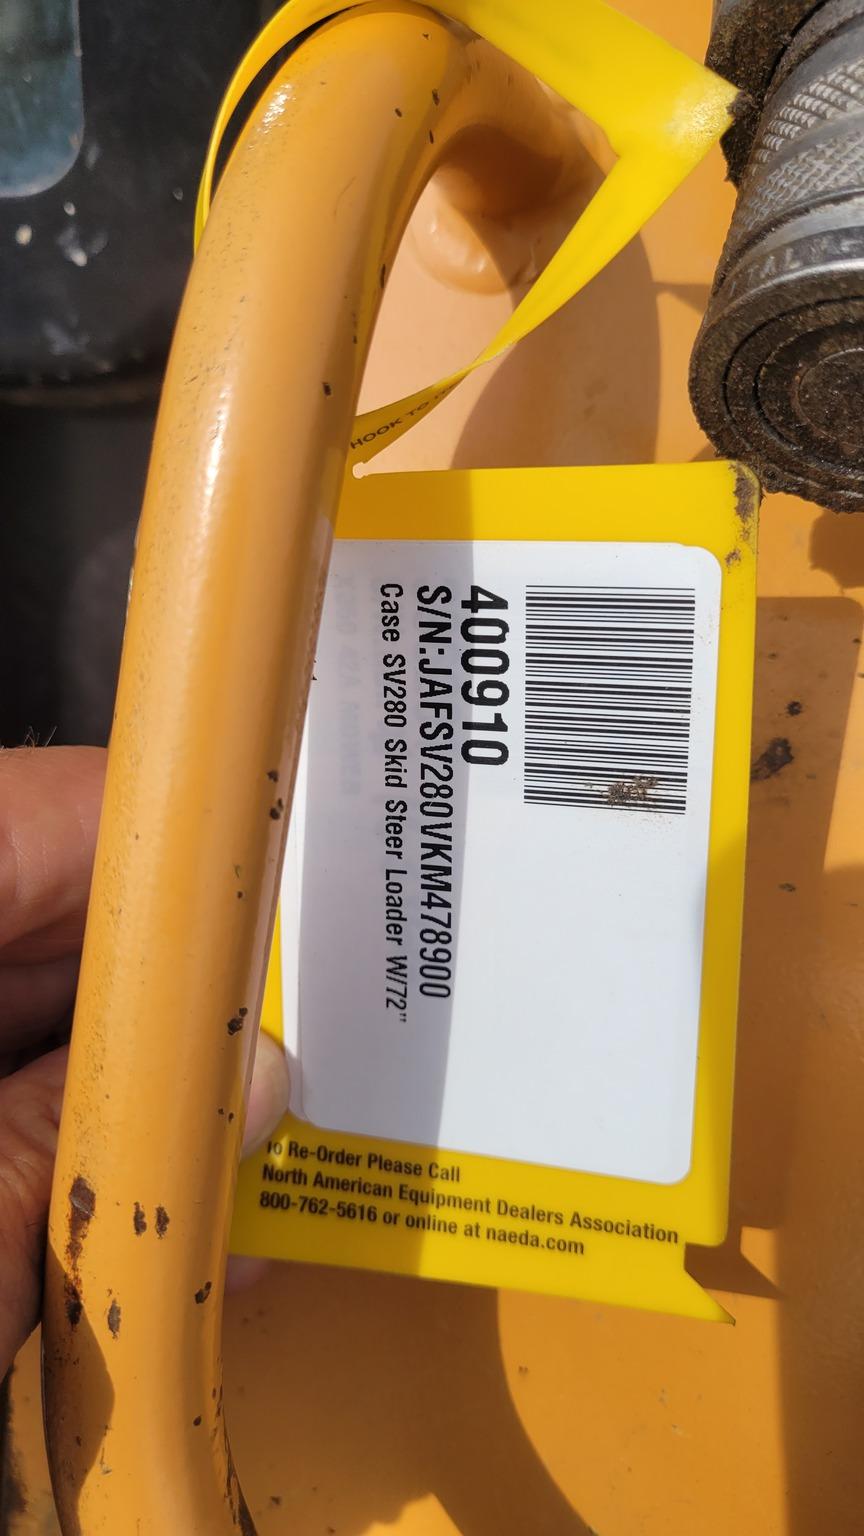 HOOK TO
400910
S/N:JAFSV280VKM478900
Case SV280 Skid Steer Loader W/72"
To Re-Order Please Call
North American Equipment Dealers Association
800-762-5616 or online at naeda.com